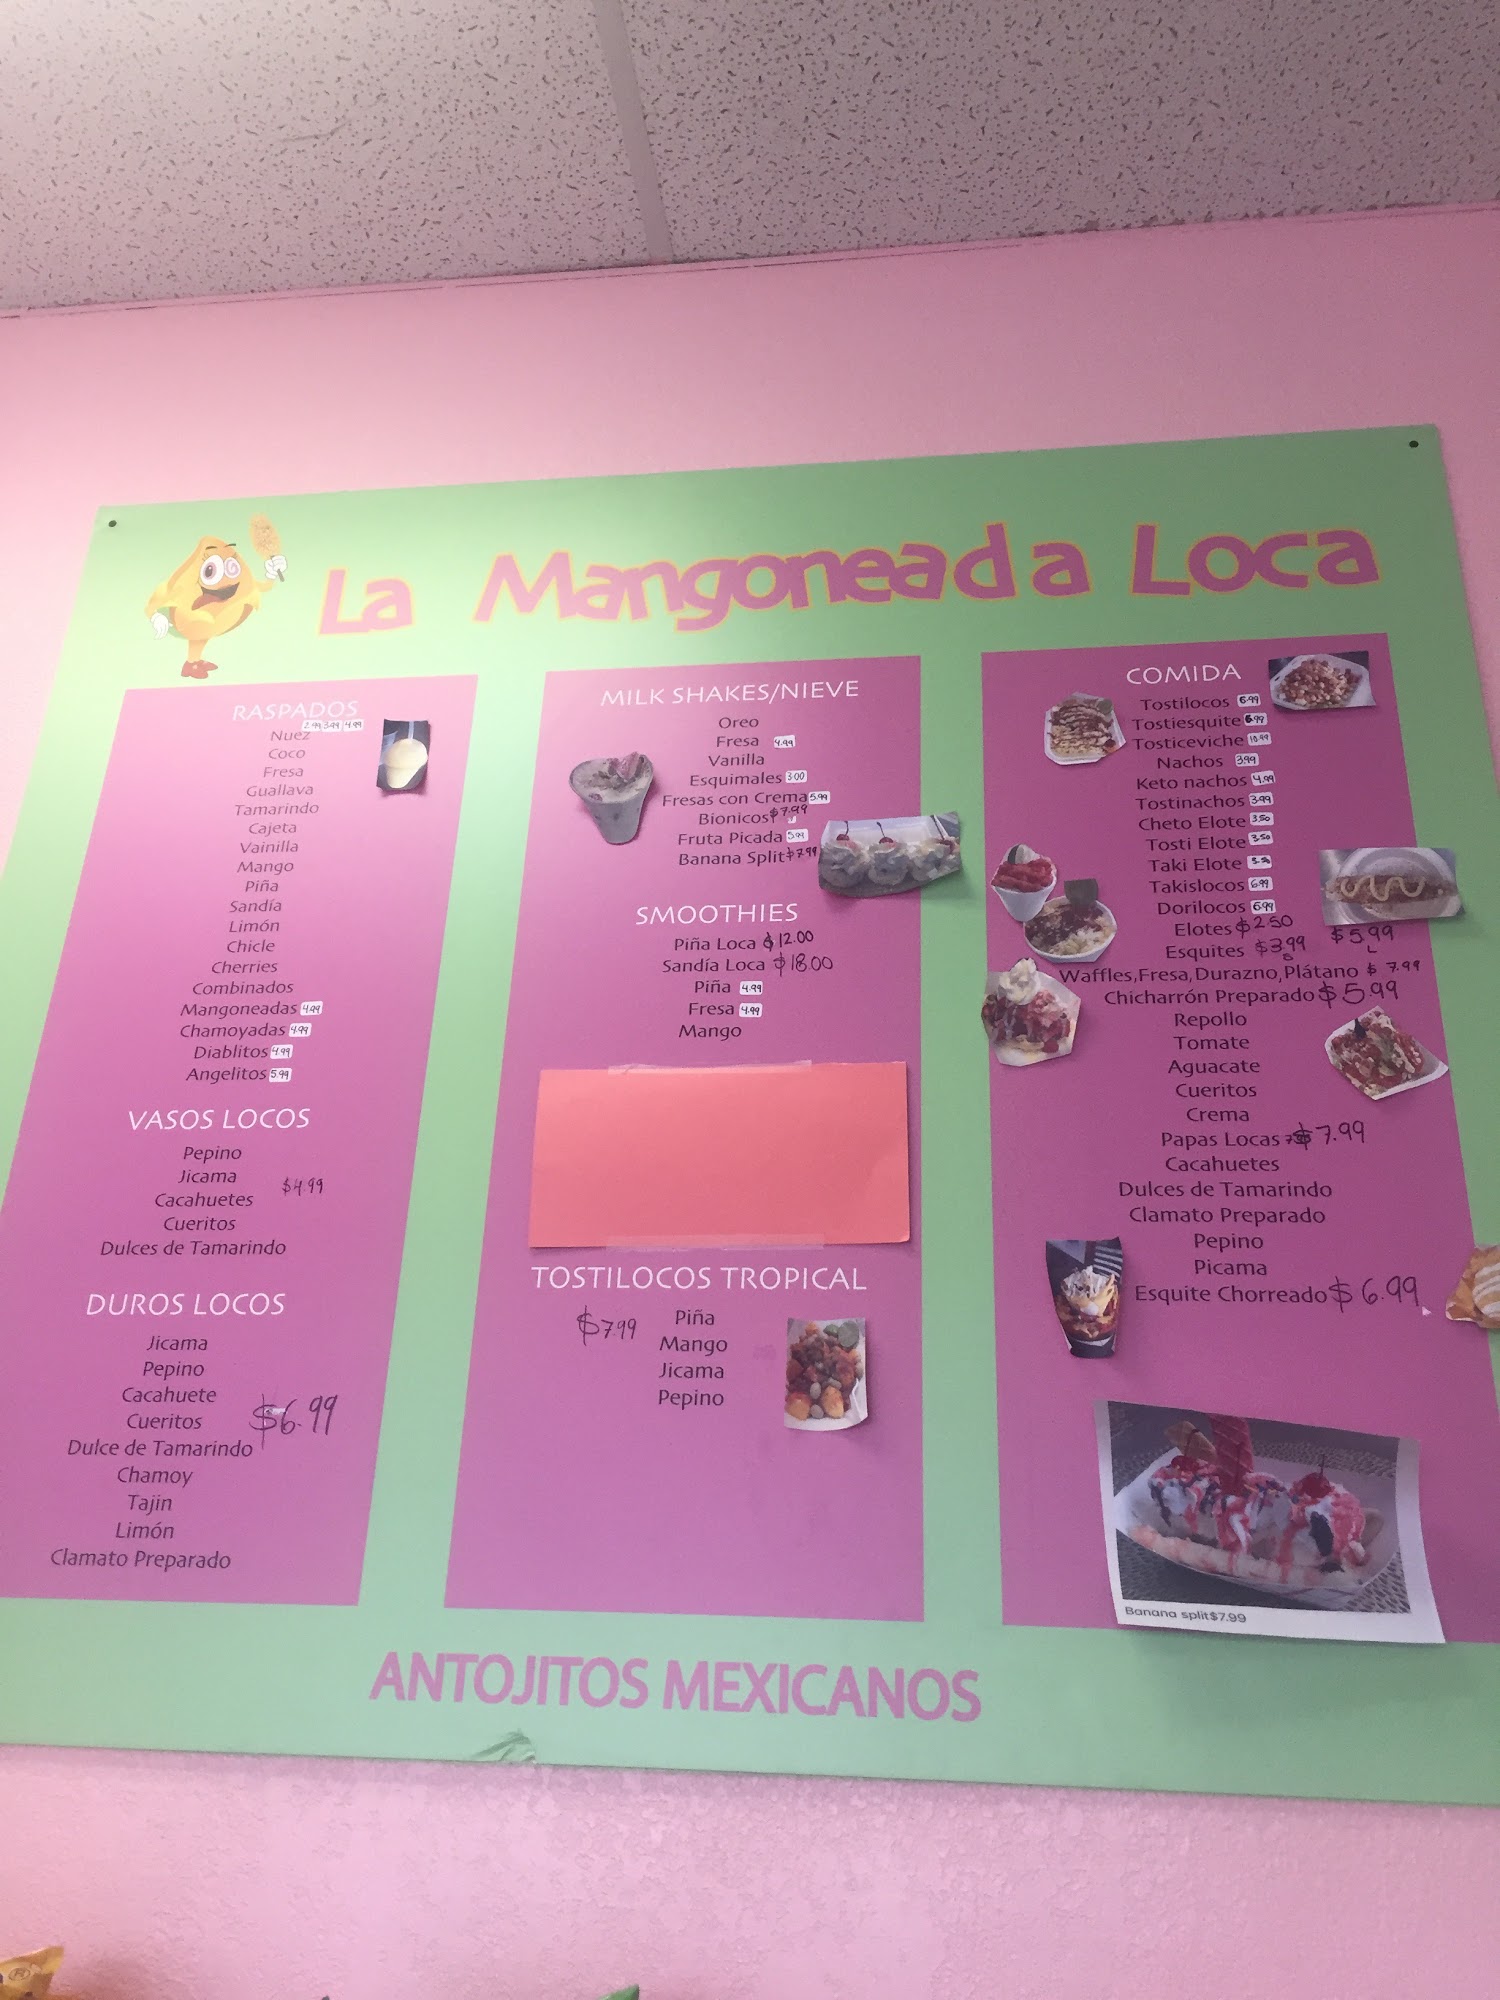 La Mangoneada Loca
RASPADOS
2.99 3.99 4.99
Nuez
Coco
Fresa
Guallava
Tamarindo
Cajeta
Vainilla
Mango
Piña
Sandía
Limón
Chicle
Cherries
Combinados
Mangoneadas 4.99
Chamoyadas 4.99
Diablitos 4.99
Angelitos 5.99
VASOS LOCOS
Pepino
Jicama
$4.99
Cacahuetes
Cueritos
Dulces de Tamarindo
DUROS LOCOS
Jicama
Pepino
Cacahuete
Cueritos $6.99
Dulce de Tamarindo
Chamoy
Tajin
Limón
Clamato Preparado
MILK SHAKES/NIEVE
Oreo
Fresa 4.99
Vanilla
Esquimales 3.00
Fresas con Crema 5.99
Bionicos $7.99
Fruta Picada 5.99
Banana Split $7.99
SMOOTHIES
Piña Loca $12.00
Sandía Loca $18.00
Piña 4.99
Fresa 4.99
Mango
TOSTILOCOS TROPICAL
$7.99
Piña
Mango
Jicama
Pepino
COMIDA
Tostilocos 6.99
Tostiesquite 6.99
Tosticeviche 10.99
Nachos 3.99
Keto nachos 4.99
Tostinachos 3.99
Cheto Elote 3.50
Tosti Elote 3.50
Taki Elote
Takislocos 6.99
Dorilocos 6.99
Elotes $2.50
$5.99
Esquites $3.99
Waffles,Fresa,Durazno,Plátano $7.99
Chicharrón Preparado $5.99
Repollo
Tomate
Aguacate
Cueritos
Crema
Papas Locas $7.99
Cacahuetes
Dulces de Tamarindo
Clamato Preparado
Pepino
Picama
Esquite Chorreado $6.99
Banana split$7.99
ANTOJITOS MEXICANOS